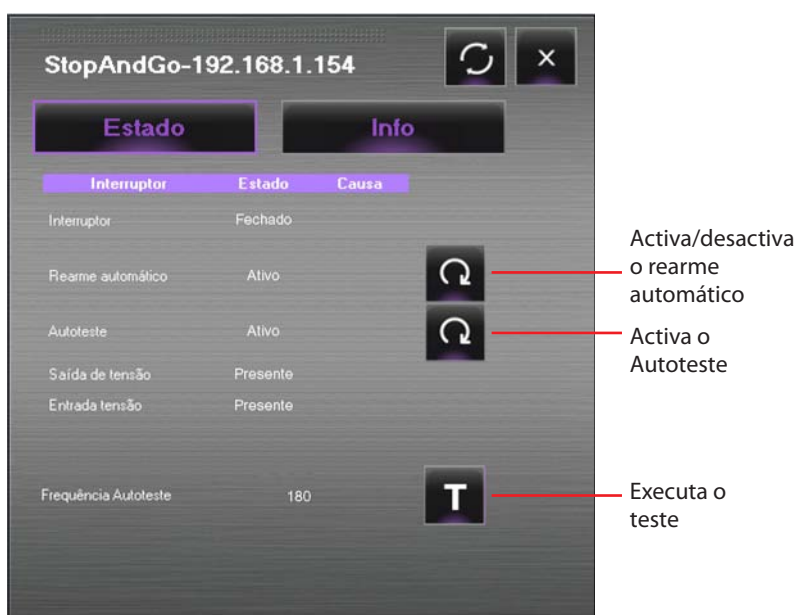 StopAndGo-192.168.1.154
Estado Info
Interruptor Estado Causa
Interruptor Fechado
Rearme automático Ativo
Autoteste Ativo
Saída de tensão Presente
Entrada tensão Presente
Frequência Autoteste 180
T
Activa/desactiva
o rearme
automático
Activa o
Autoteste
Executa o
teste